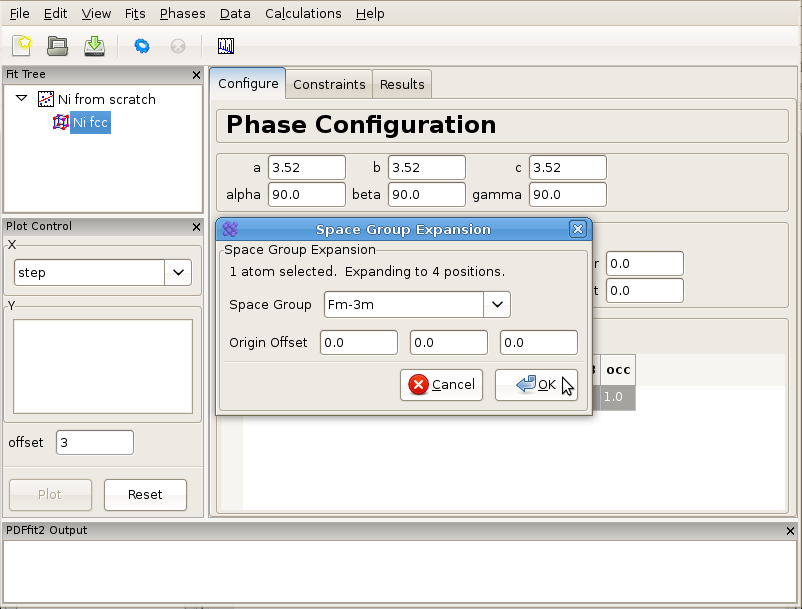 File Edit View Fits Phases Data Calculations Help
Fit Tree
Ni from scratch
Ni fcc
Plot Control
X
step
Y
offset 3
Plot Reset
Configure Constraints Results
Phase Configuration
a 3.52 b 3.52 c 3.52
alpha 90.0 beta 90.0 gamma 90.0
0.0
0.0
occ
1.0
Space Group Expansion
Space Group Expansion
1 atom selected. Expanding to 4 positions.
Space Group Fm-3m
Origin Offset 0.0 0.0 0.0
Cancel OK
PDFfit2 Output